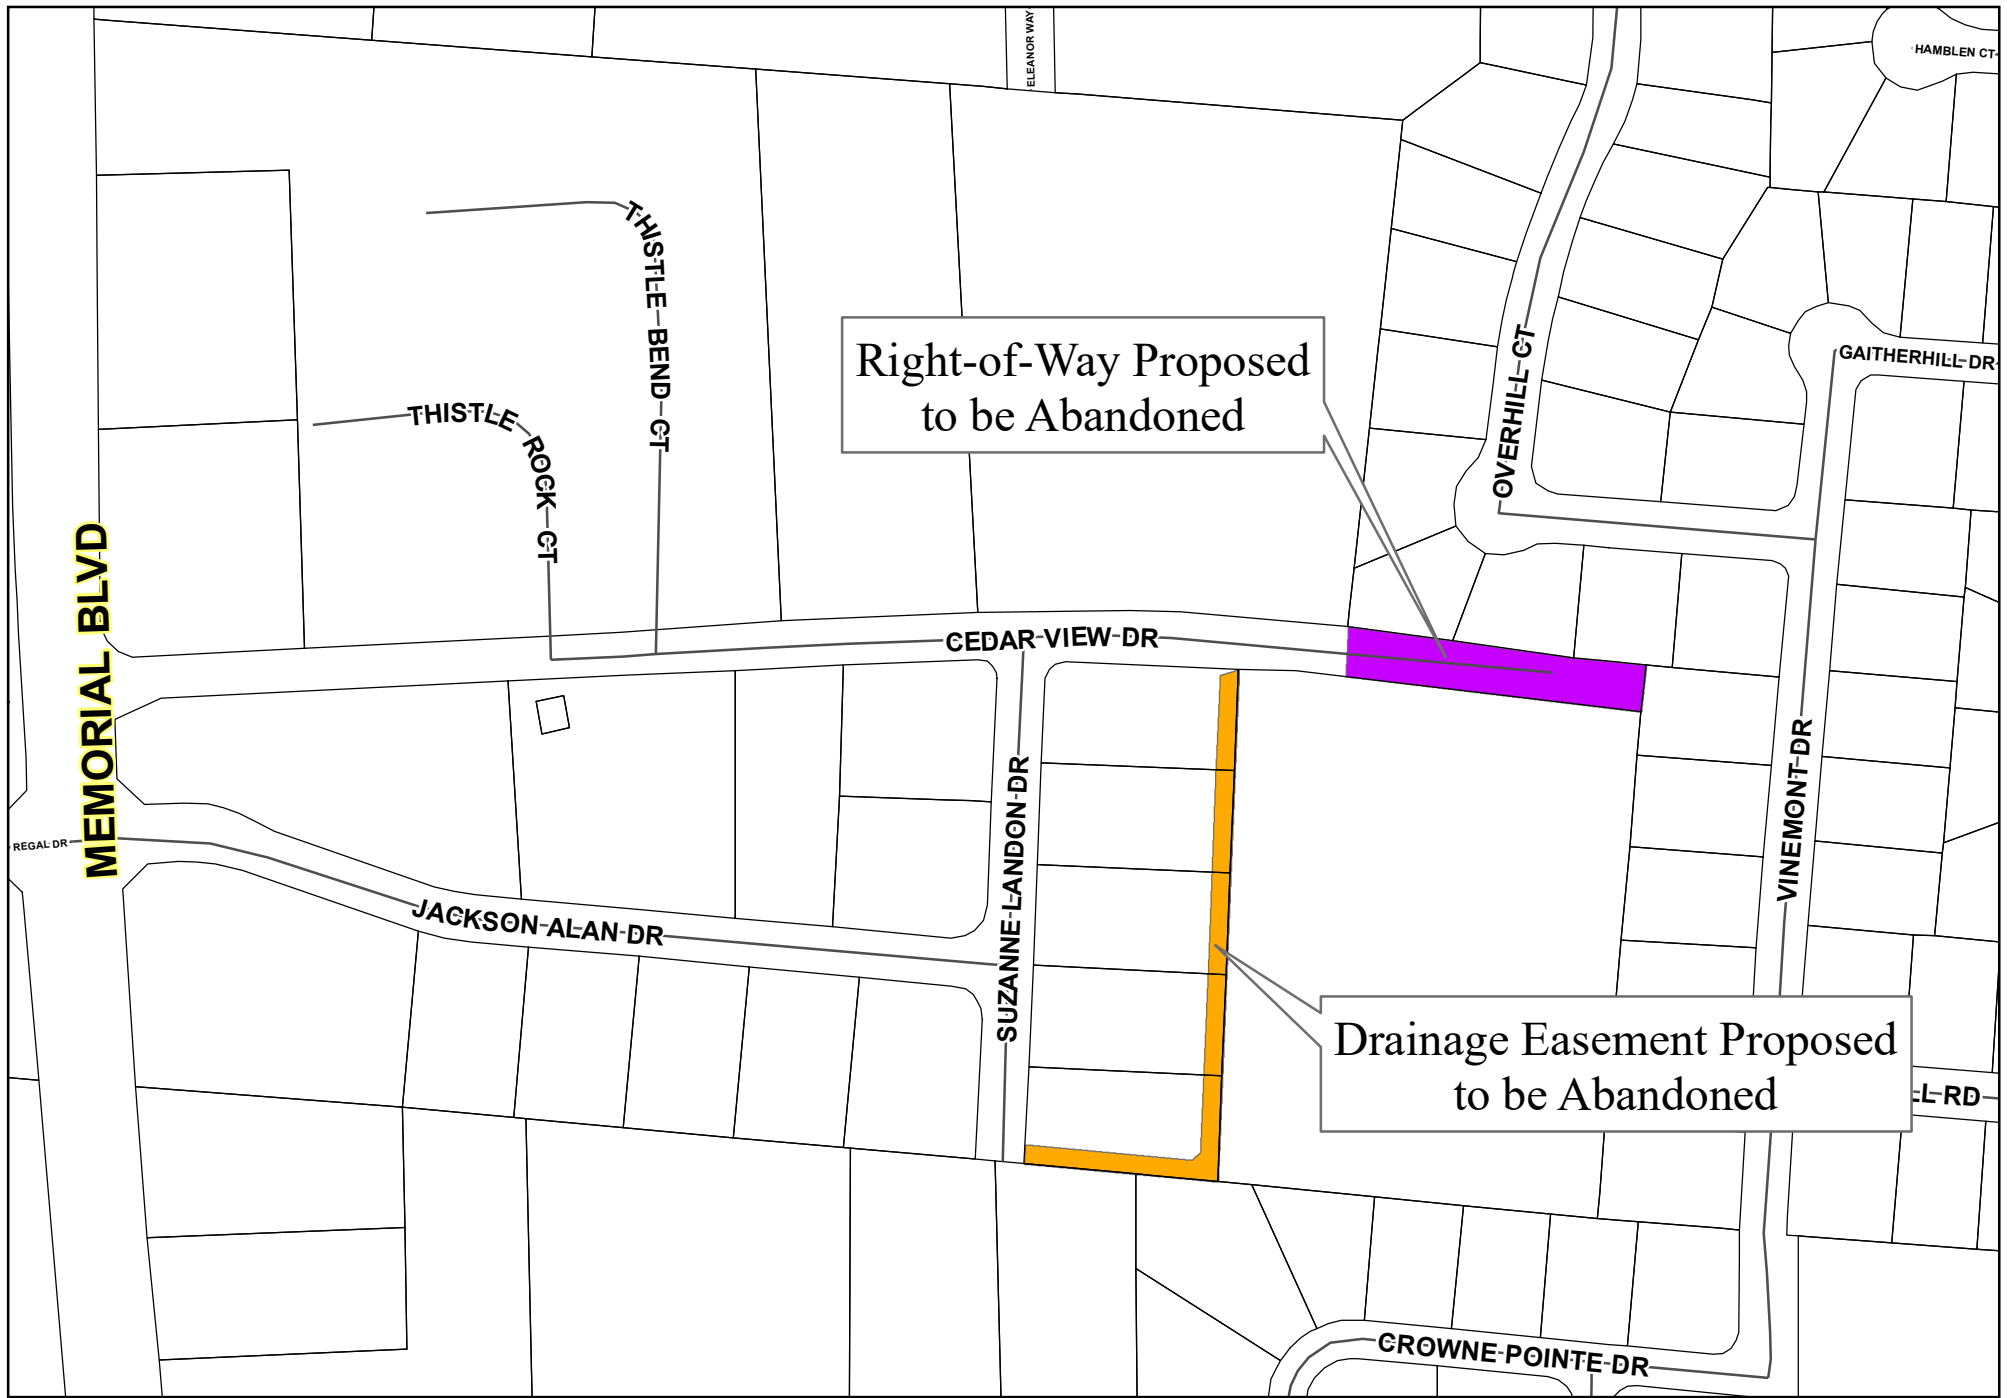 ELEANOR WAY
HAMBLEN CT
THISTLE BEND CT
Right-of-Way Proposed
to be Abandoned
OVERHILL CT
GAITHERHILL DR
THISTLE ROCK CT
MEMORIAL BLVD
CEDAR VIEW DR
REGAL DR
JACKSON ALAN DR
SUZANNE LANDON DR
VINEMONT DR
Drainage Easement Proposed
to be Abandoned
LL RD
CROWNE POINTE DR